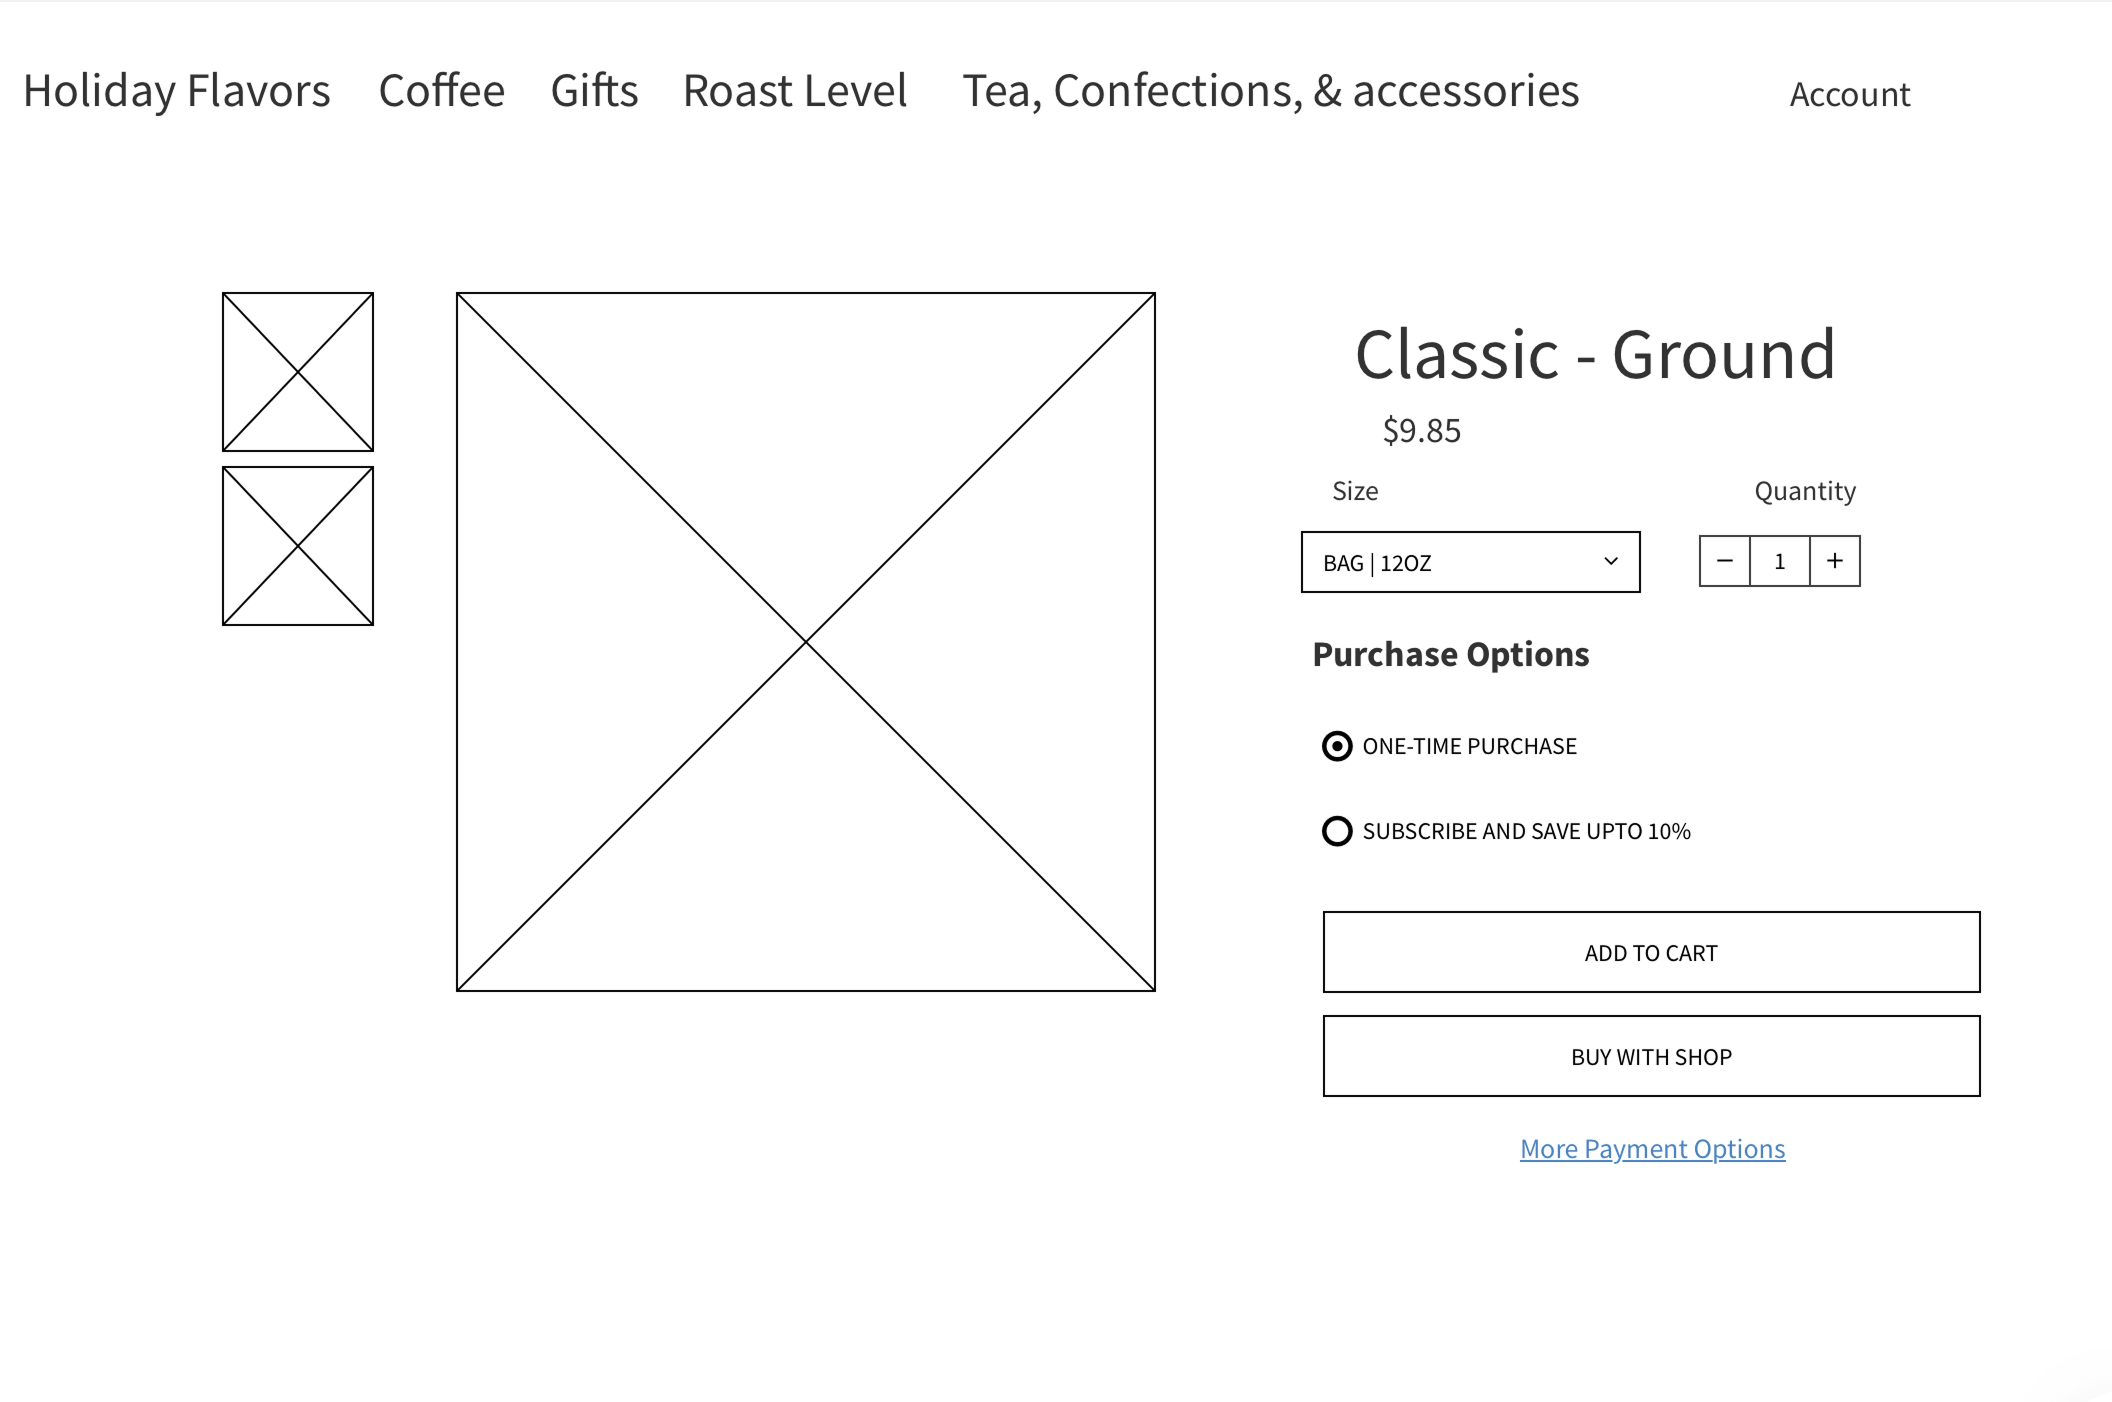 Holiday Flavors Coffee Gifts Roast Level Tea, Confections, & accessories Account
Classic - Ground
$9.85
Size Quantity
BAG | 12OZ − 1 +
Purchase Options
ONE-TIME PURCHASE
SUBSCRIBE AND SAVE UPTO 10%
ADD TO CART
BUY WITH SHOP
More Payment Options